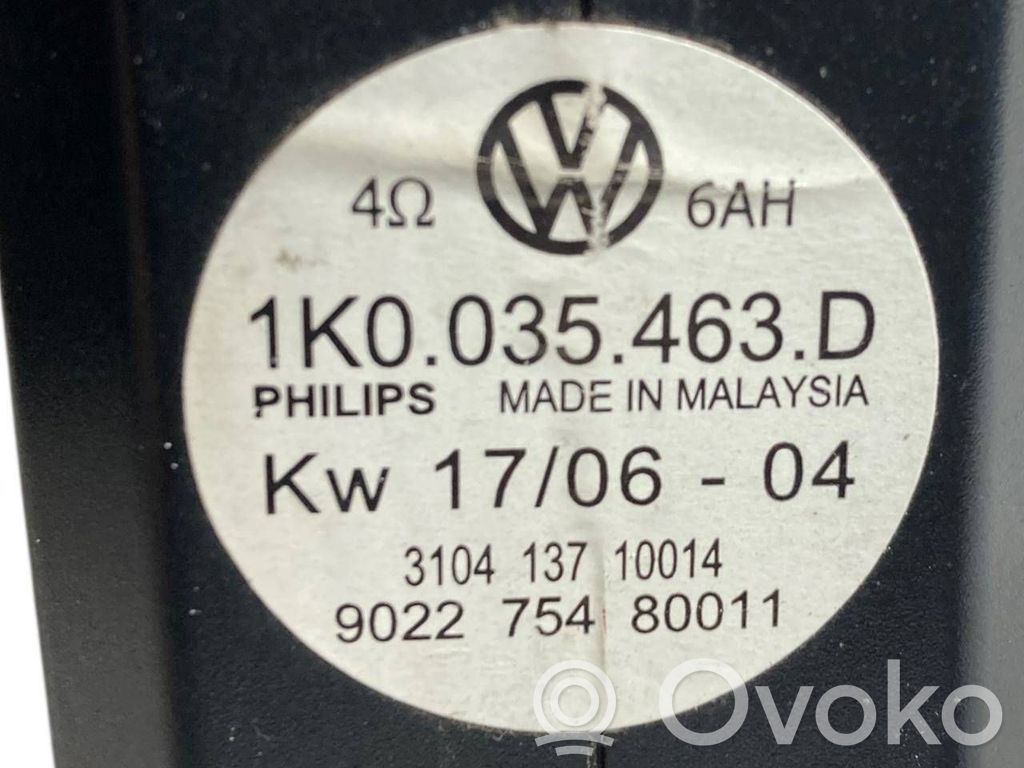 4Ω 6AH
1K0.035.463.D
PHILIPS MADE IN MALAYSIA
Kw 17/06 - 04
3104 137 10014
9022 754 80011
Ovoko